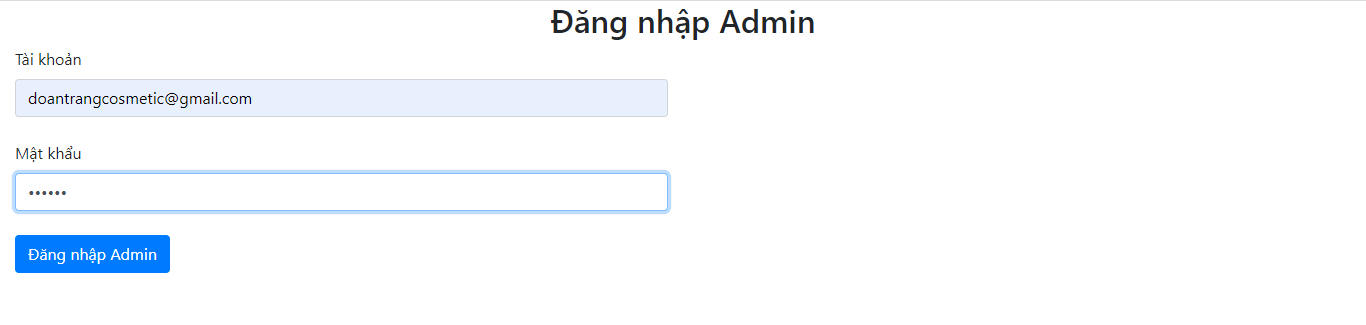 Đăng nhập Admin
Tài khoản
doantrangcosmetic@gmail.com
Mật khẩu
••••••
Đăng nhập Admin